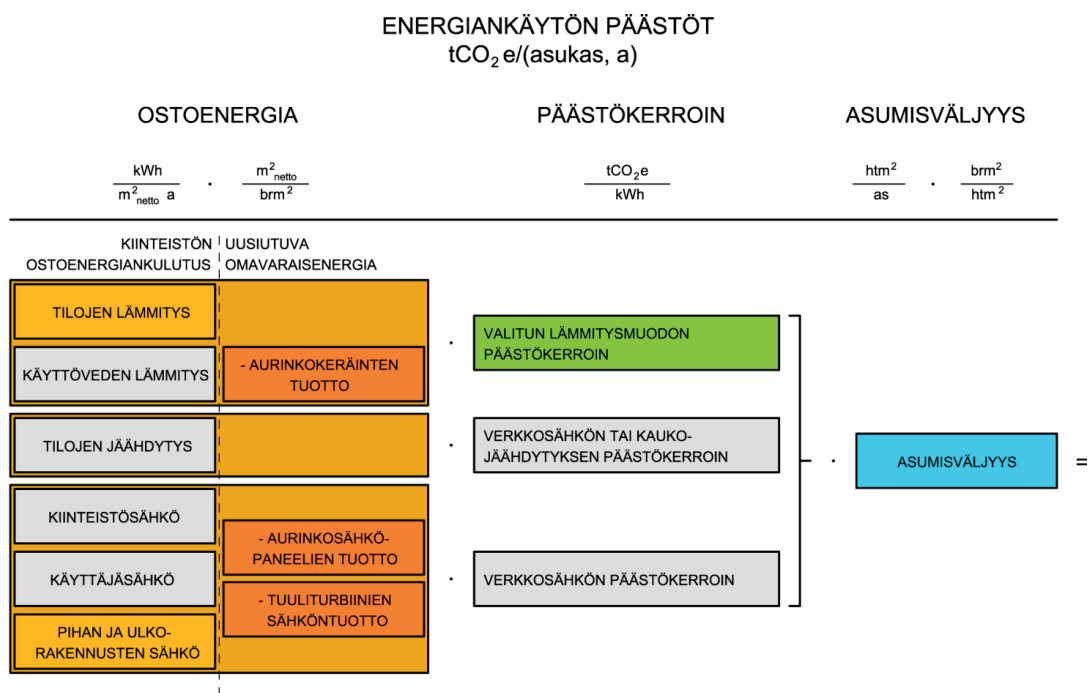 ENERGIANKÄYTÖN PÄÄSTÖT
tCO₂e/(asukas, a)
OSTOENERGIA
PÄÄSTÖKERROIN
ASUMISVÄLJYYS
kWh
m²netto a
·
m²netto
brm²
tCO₂e
kWh
htm²
as
·
brm²
htm²
KIINTEISTÖN
OSTOENERGIANKULUTUS
UUSIUTUVA
OMAVARAISENERGIA
TILOJEN LÄMMITYS
KÄYTTÖVEDEN LÄMMITYS
- AURINKOKERÄINTEN
TUOTTO
·
VALITUN LÄMMITYSMUODON
PÄÄSTÖKERROIN
TILOJEN JÄÄHDYTYS
·
VERKKOSÄHKÖN TAI KAUKO-
JÄÄHDYTYKSEN PÄÄSTÖKERROIN
·
ASUMISVÄLJYYS
=
KIINTEISTÖSÄHKÖ
KÄYTTÄJÄSÄHKÖ
PIHAN JA ULKO-
RAKENNUSTEN SÄHKÖ
- AURINKOSÄHKÖ-
PANEELIEN TUOTTO
- TUULITURBIINIEN
SÄHKÖNTUOTTO
·
VERKKOSÄHKÖN PÄÄSTÖKERROIN